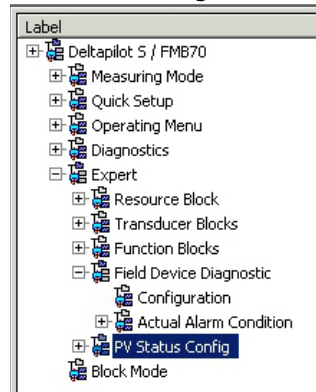 Label
Deltapilot S / FMB70
Measuring Mode
Quick Setup
Operating Menu
Diagnostics
Expert
Resource Block
Transducer Blocks
Function Blocks
Field Device Diagnostic
Configuration
Actual Alarm Condition
PV Status Config
Block Mode